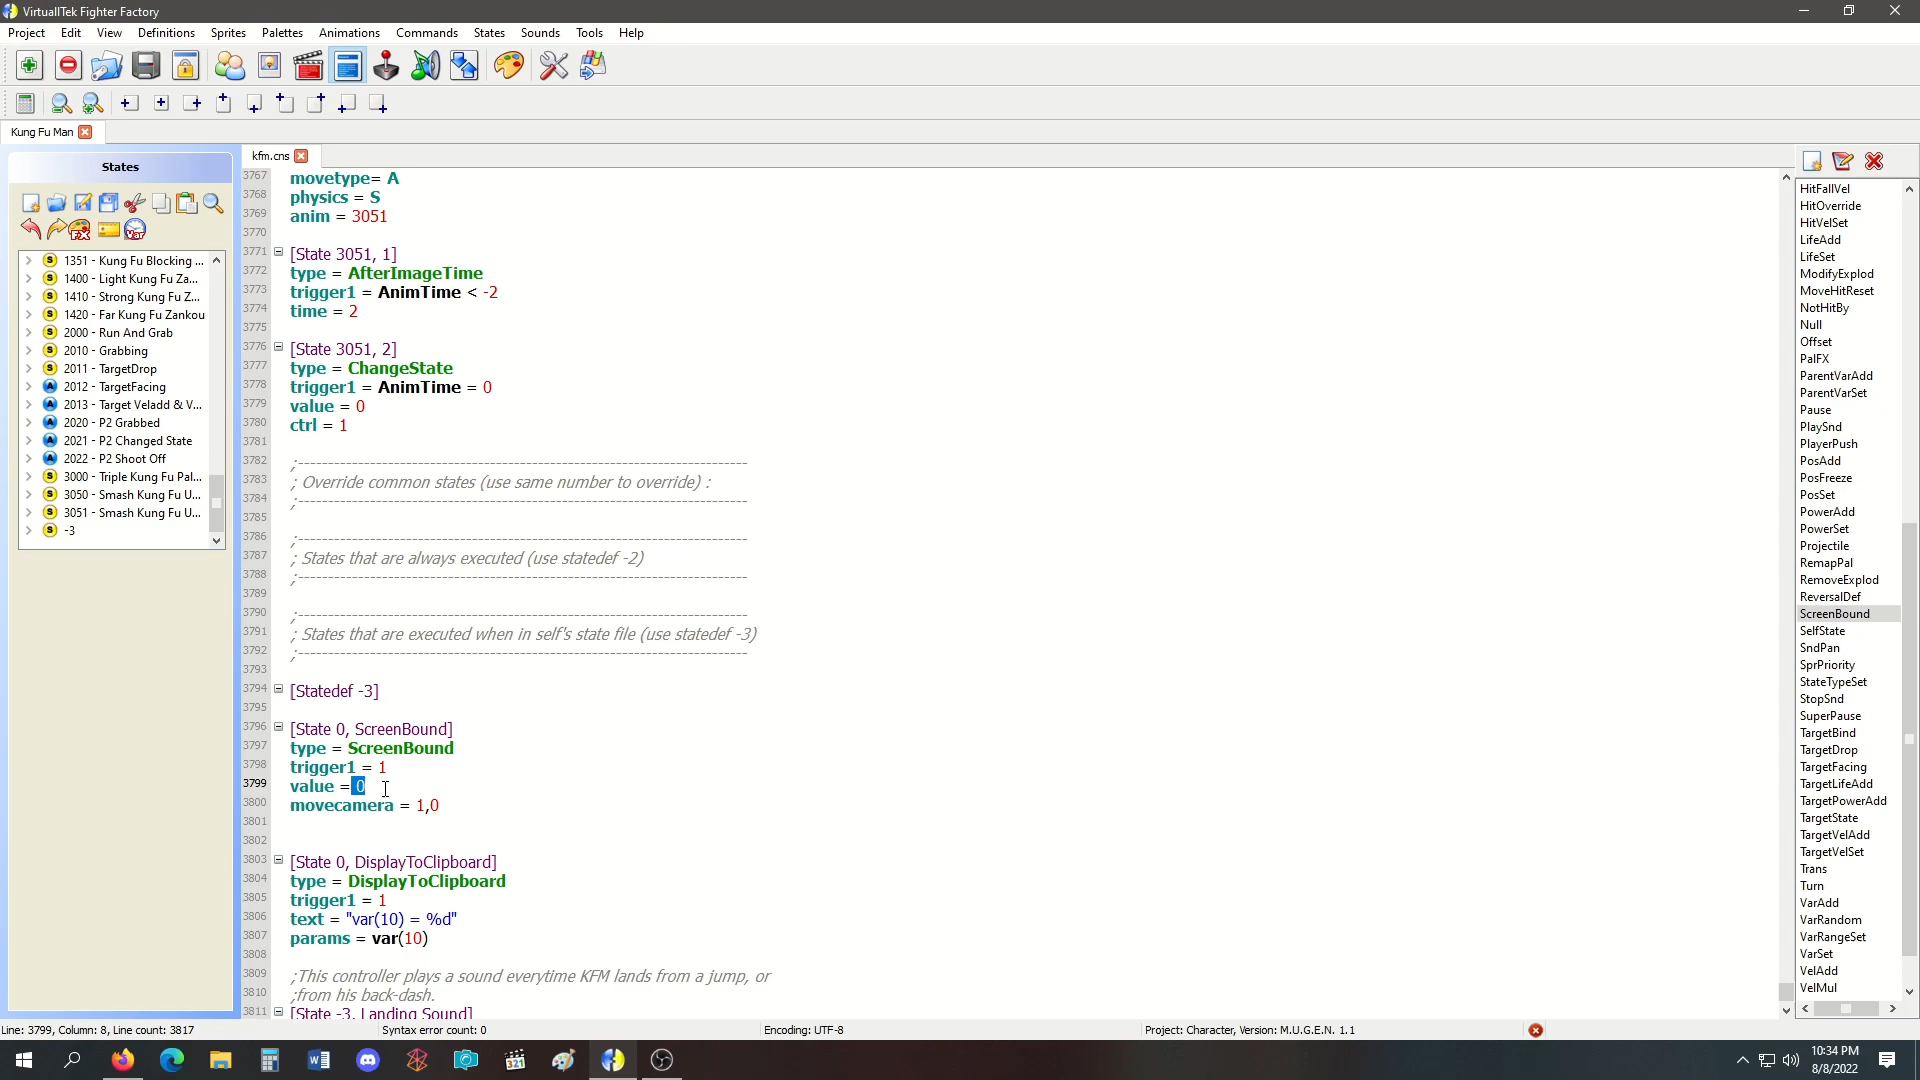 VirtuallTek Fighter Factory
Project Edit View Definitions Sprites Palettes Animations Commands States Sounds Tools Help
Kung Fu Man
States
kfm.cns
1351 - Kung Fu Blocking ...
1400 - Light Kung Fu Za...
1410 - Strong Kung Fu Z...
1420 - Far Kung Fu Zankou
2000 - Run And Grab
2010 - Grabbing
2011 - TargetDrop
2012 - TargetFacing
2013 - Target Veladd & V...
2020 - P2 Grabbed
2021 - P2 Changed State
2022 - P2 Shoot Off
3000 - Triple Kung Fu Pal...
3050 - Smash Kung Fu U...
3051 - Smash Kung Fu U...
-3
3767 movetype= A
3768 physics = S
3769 anim = 3051
3770
3771 [State 3051, 1]
3772 type = AfterImageTime
3773 trigger1 = AnimTime < -2
3774 time = 2
3775
3776 [State 3051, 2]
3777 type = ChangeState
3778 trigger1 = AnimTime = 0
3779 value = 0
3780 ctrl = 1
3781
3782 ;---------------------------------------------------------------------------
3783 ; Override common states (use same number to override) :
3784 ;---------------------------------------------------------------------------
3785
3786 ;---------------------------------------------------------------------------
3787 ; States that are always executed (use statedef -2)
3788 ;---------------------------------------------------------------------------
3789
3790 ;---------------------------------------------------------------------------
3791 ; States that are executed when in self's state file (use statedef -3)
3792 ;---------------------------------------------------------------------------
3793
3794 [Statedef -3]
3795
3796 [State 0, ScreenBound]
3797 type = ScreenBound
3798 trigger1 = 1
3799 value = 0
3800 movecamera = 1,0
3801
3802
3803 [State 0, DisplayToClipboard]
3804 type = DisplayToClipboard
3805 trigger1 = 1
3806 text = "var(10) = %d"
3807 params = var(10)
3808
3809 ;This controller plays a sound everytime KFM lands from a jump, or
3810 ;from his back-dash.
3811 [State -3, Landing Sound]
HitFallVel
HitOverride
HitVelSet
LifeAdd
LifeSet
ModifyExplod
MoveHitReset
NotHitBy
Null
Offset
PalFX
ParentVarAdd
ParentVarSet
Pause
PlaySnd
PlayerPush
PosAdd
PosFreeze
PosSet
PowerAdd
PowerSet
Projectile
RemapPal
RemoveExplod
ReversalDef
ScreenBound
SelfState
SndPan
SprPriority
StateTypeSet
StopSnd
SuperPause
TargetBind
TargetDrop
TargetFacing
TargetLifeAdd
TargetPowerAdd
TargetState
TargetVelAdd
TargetVelSet
Trans
Turn
VarAdd
VarRandom
VarRangeSet
VarSet
VelAdd
VelMul
Line: 3799, Column: 8, Line count: 3817 Syntax error count: 0 Encoding: UTF-8 Project: Character, Version: M.U.G.E.N. 1.1
10:34 PM
8/8/2022